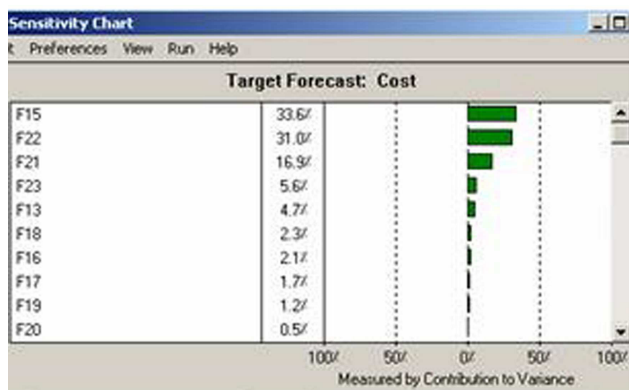 Sensitivity Chart
t Preferences View Run Help
Target Forecast: Cost
F15 33.6%
F22 31.0%
F21 16.9%
F23 5.6%
F13 4.7%
F18 2.3%
F16 2.1%
F17 1.7%
F19 1.2%
F20 0.5%
100% 50% 0% 50% 100%
Measured by Contribution to Variance